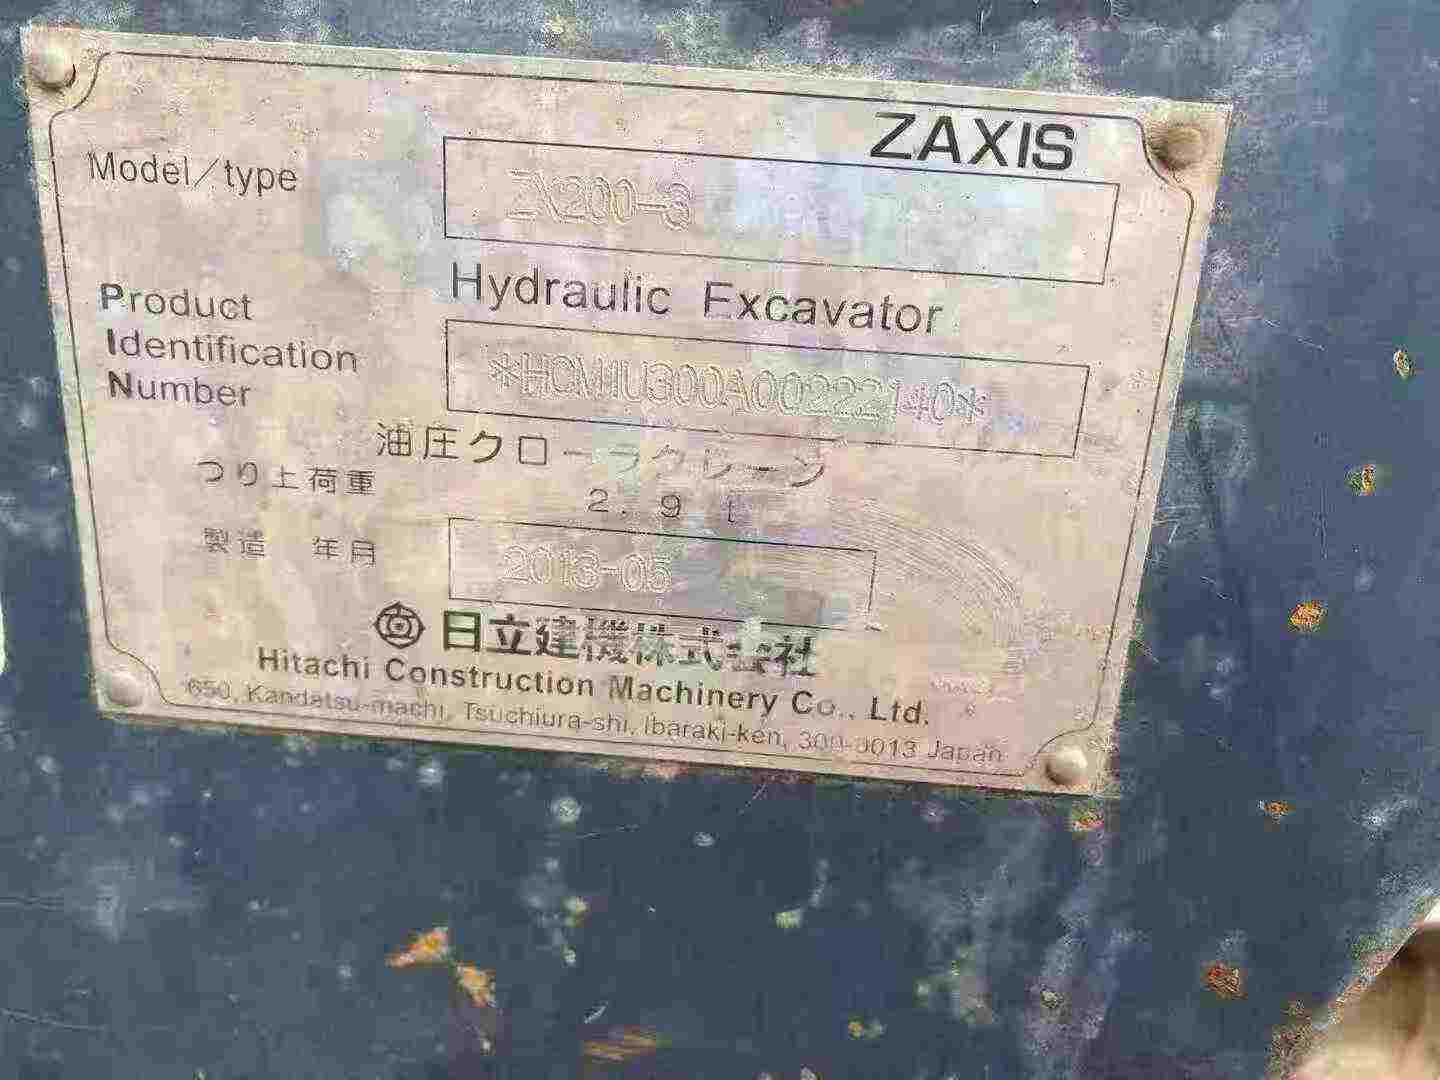 ZAXIS
Model/type
ZX200-3
Hydraulic Excavator
Product
Identification
Number
*HCM1U300A00222140*
油圧クローラクレーン
つり上荷重 2.9 t
製造 年月 2013-05
日立建機株式会社
Hitachi Construction Machinery Co., Ltd.
650, Kandatsu-machi, Tsuchiura-shi, Ibaraki-ken, 300-0013 Japan